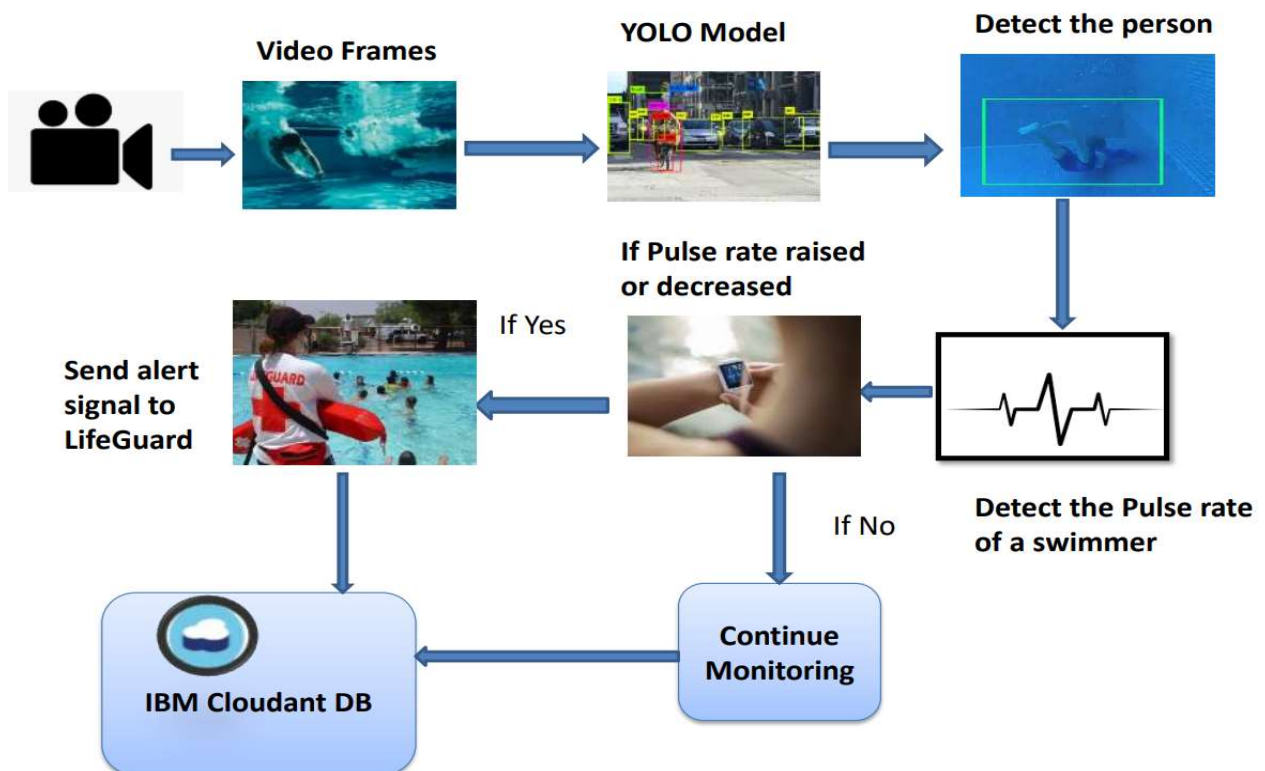 Video Frames
YOLO Model
Detect the person
If Pulse rate raised
or decreased
If Yes
Send alert
signal to
LifeGuard
GUARD
If No
Detect the Pulse rate
of a swimmer
Continue
Monitoring
IBM Cloudant DB